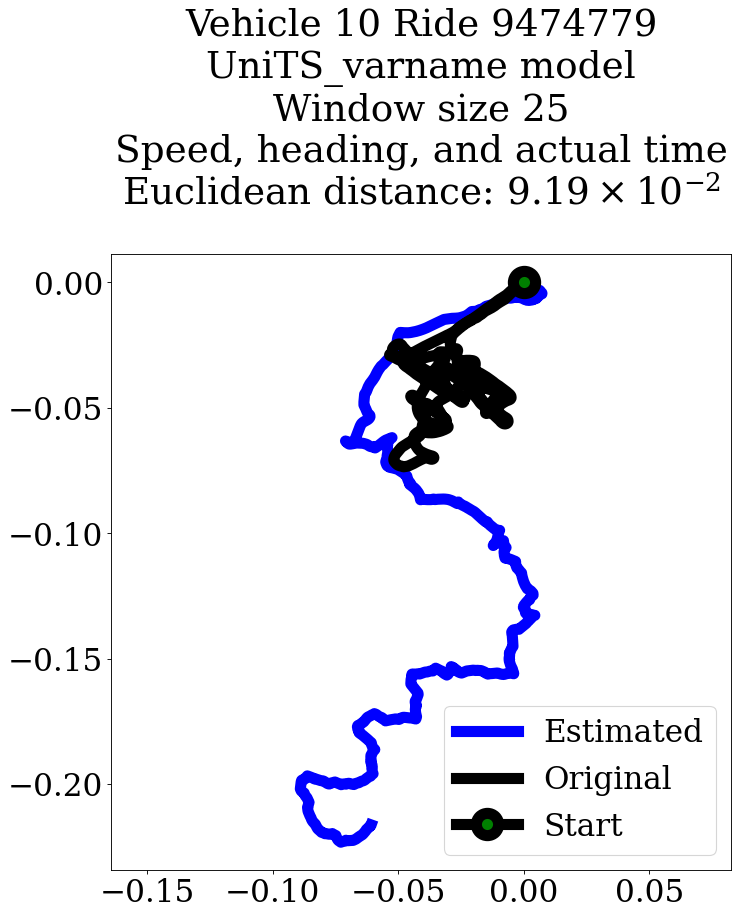 Vehicle 10 Ride 9474779
UniTS_varname model
Window size 25
Speed, heading, and actual time
Euclidean distance: 9.19 × 10⁻²
0.00
−0.05
−0.10
−0.15
−0.20
Estimated
Original
Start
−0.15 −0.10 −0.05 0.00 0.05